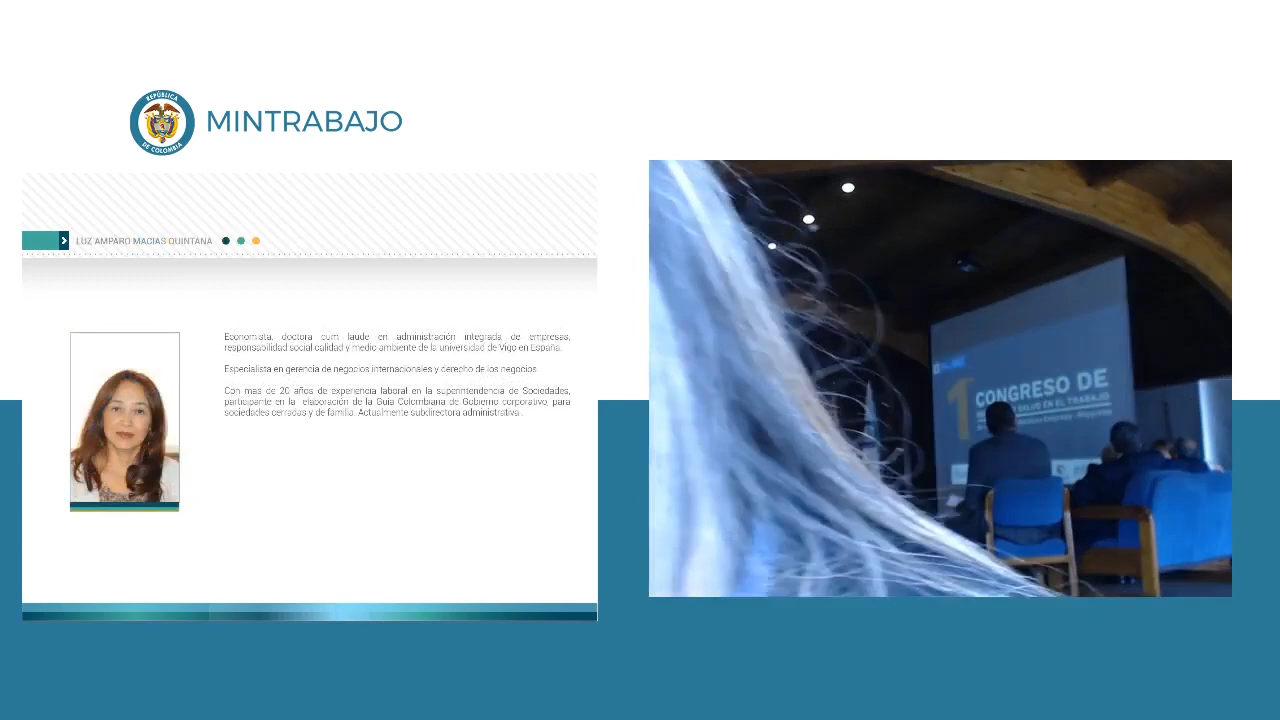 REPÚBLICA
DE COLOMBIA
MINTRABAJO
LUZ AMPARO MACIAS QUINTANA
Economista, doctora cum laude en administración integrada de empresas,
responsabilidad social calidad y medio ambiente de la universidad de Vigo en España.
Especialista en gerencia de negocios internacionales y derecho de los negocios
Con mas de 20 años de experiencia laboral en la superintendencia de Sociedades,
participante en la elaboración de la Guía Colombiana de Gobierno corporativo, para
sociedades cerradas y de familia. Actualmente subdirectora administrativa .
1 CONGRESO DE
SALUD EN EL TRABAJO